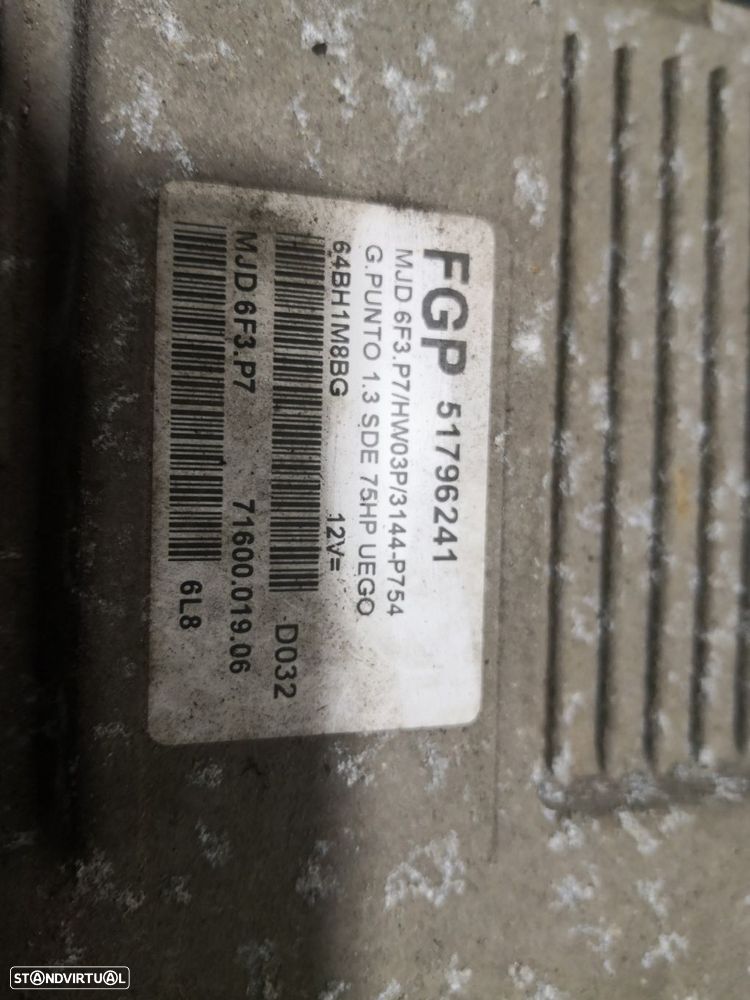 FGP 51796241
MJD 6F3.P7/HW03P/3144-P754
G.PUNTO 1.3 SDE 75HP UEGO
64BH1M8BG 12V=
D032
MJD 6F3.P7 71600.019.06
6L8
STANDVIRTUAL